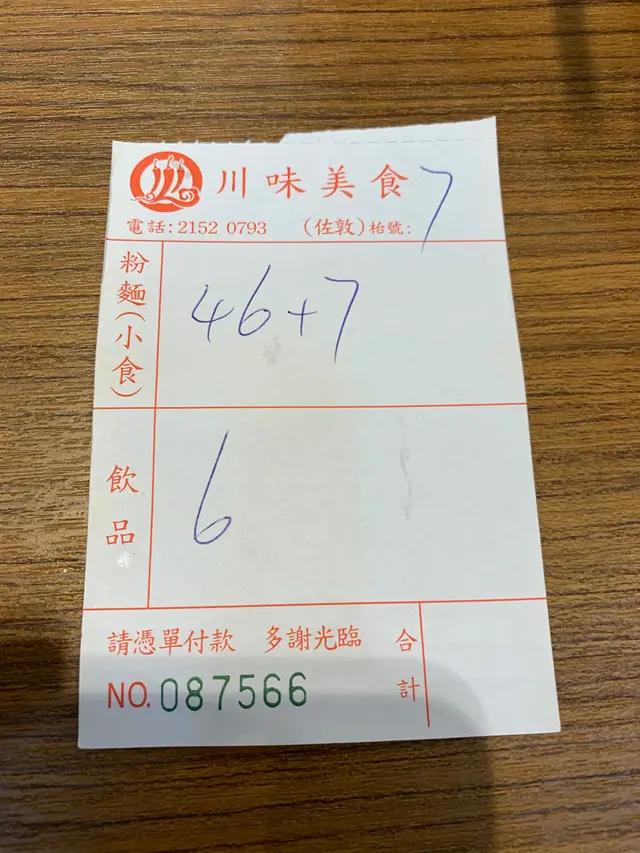 川味美食
電話:2152 0793 (佐敦)枱號: 7
粉麵(小食) 46+7
飲品 6
請憑單付款 多謝光臨 合計
NO. 087566